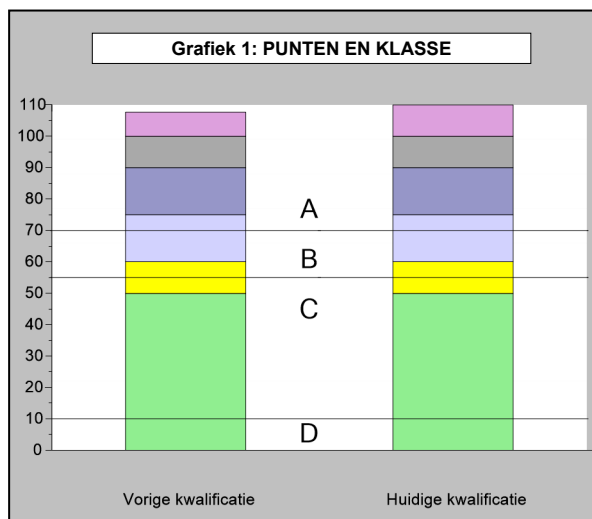 Grafiek 1: PUNTEN EN KLASSE
110
100
90
80
70
60
50
40
30
20
10
0
A
B
C
D
Vorige kwalificatie
Huidige kwalificatie